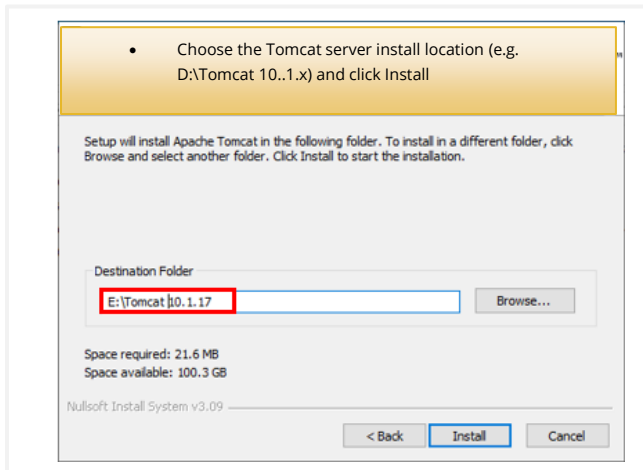 • Choose the Tomcat server install location (e.g.
D:\Tomcat 10..1.x) and click Install
Setup will install Apache Tomcat in the following folder. To install in a different folder, click
Browse and select another folder. Click Install to start the installation.
Destination Folder
E:\Tomcat 10.1.17
Browse...
Space required: 21.6 MB
Space available: 100.3 GB
Nullsoft Install System v3.09
< Back Install Cancel